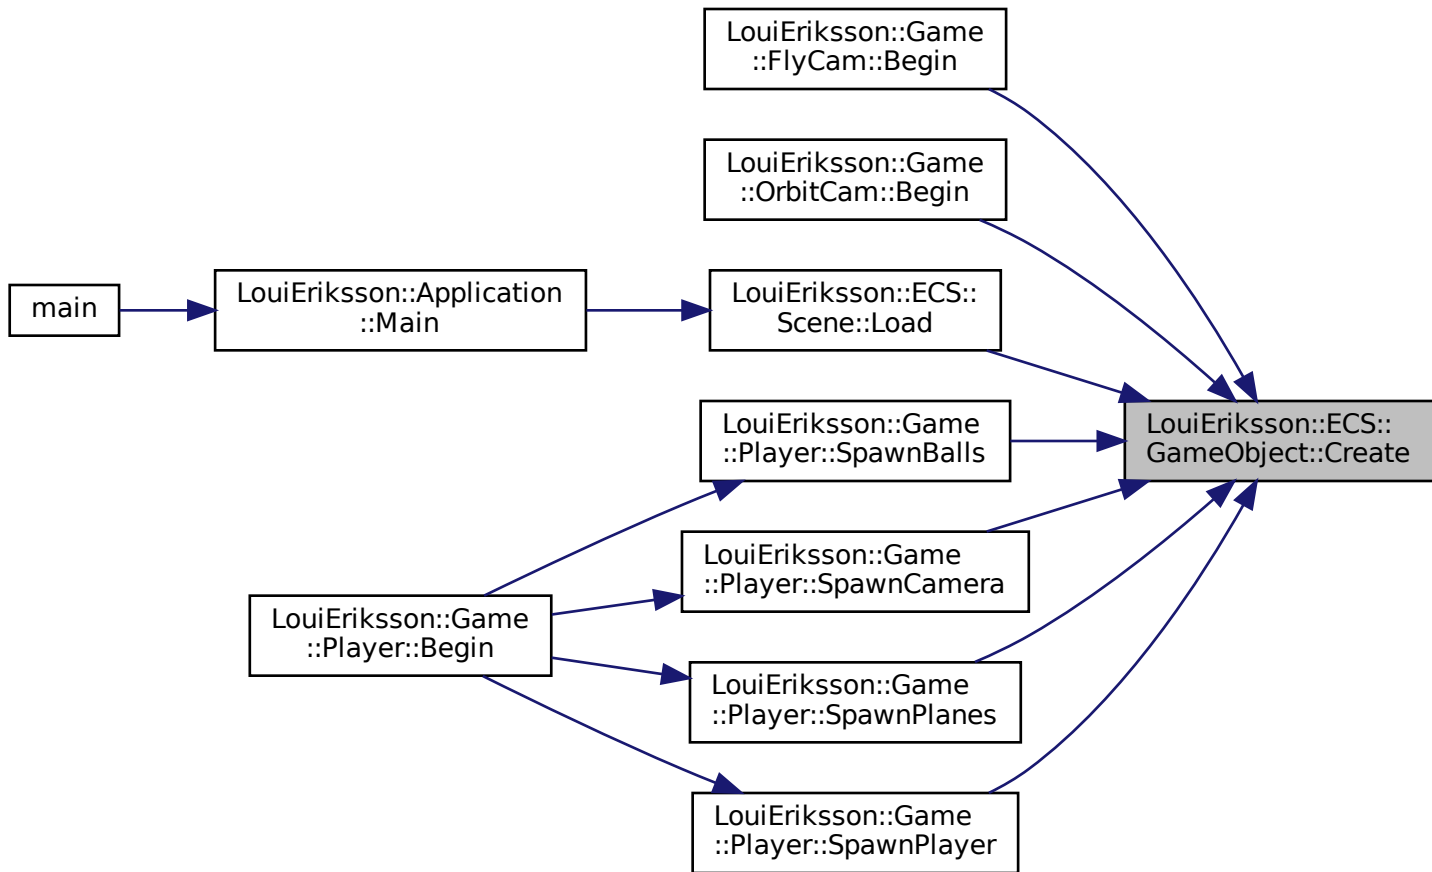 LouiEriksson::Game
::FlyCam::Begin
LouiEriksson::Game
::OrbitCam::Begin
main
LouiEriksson::Application
::Main
LouiEriksson::ECS::
Scene::Load
LouiEriksson::Game
::Player::SpawnBalls
LouiEriksson::ECS::
GameObject::Create
LouiEriksson::Game
::Player::SpawnCamera
LouiEriksson::Game
::Player::Begin
LouiEriksson::Game
::Player::SpawnPlanes
LouiEriksson::Game
::Player::SpawnPlayer